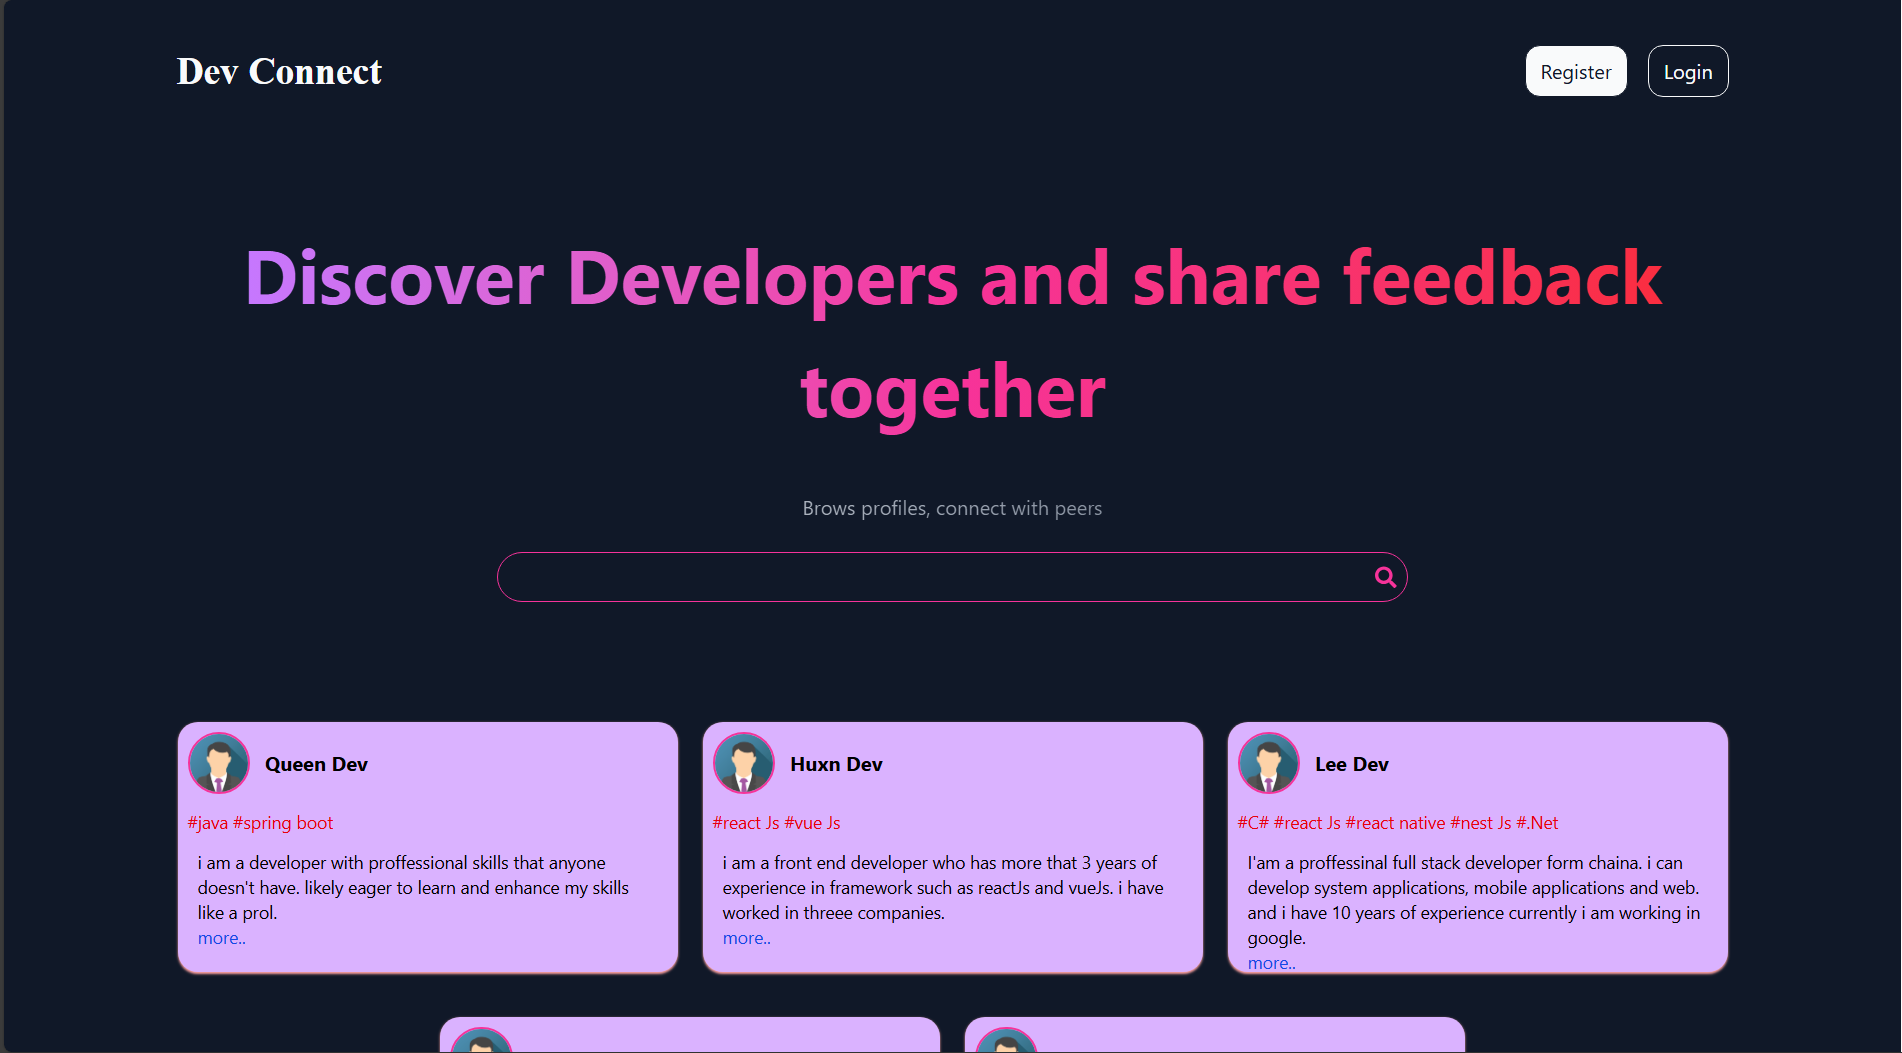 Dev Connect
Register
Login
Discover Developers and share feedback
together
Brows profiles, connect with peers
Queen Dev
#java #spring boot
i am a developer with proffessional skills that anyone
doesn't have. likely eager to learn and enhance my skills
like a prol.
more..
Huxn Dev
#react Js #vue Js
i am a front end developer who has more that 3 years of
experience in framework such as reactJs and vueJs. i have
worked in threee companies.
more..
Lee Dev
#C# #react Js #react native #nest Js #.Net
I'am a proffessinal full stack developer form chaina. i can
develop system applications, mobile applications and web.
and i have 10 years of experience currently i am working in
google.
more..